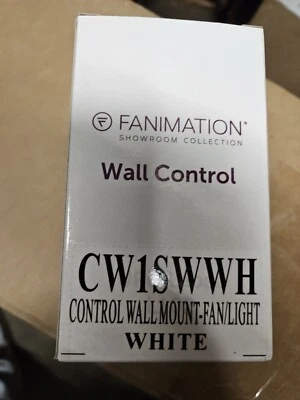 FANIMATION®
SHOWROOM COLLECTION
Wall Control
CW1SWWH
CONTROL WALL MOUNT-FAN/LIGHT
WHITE